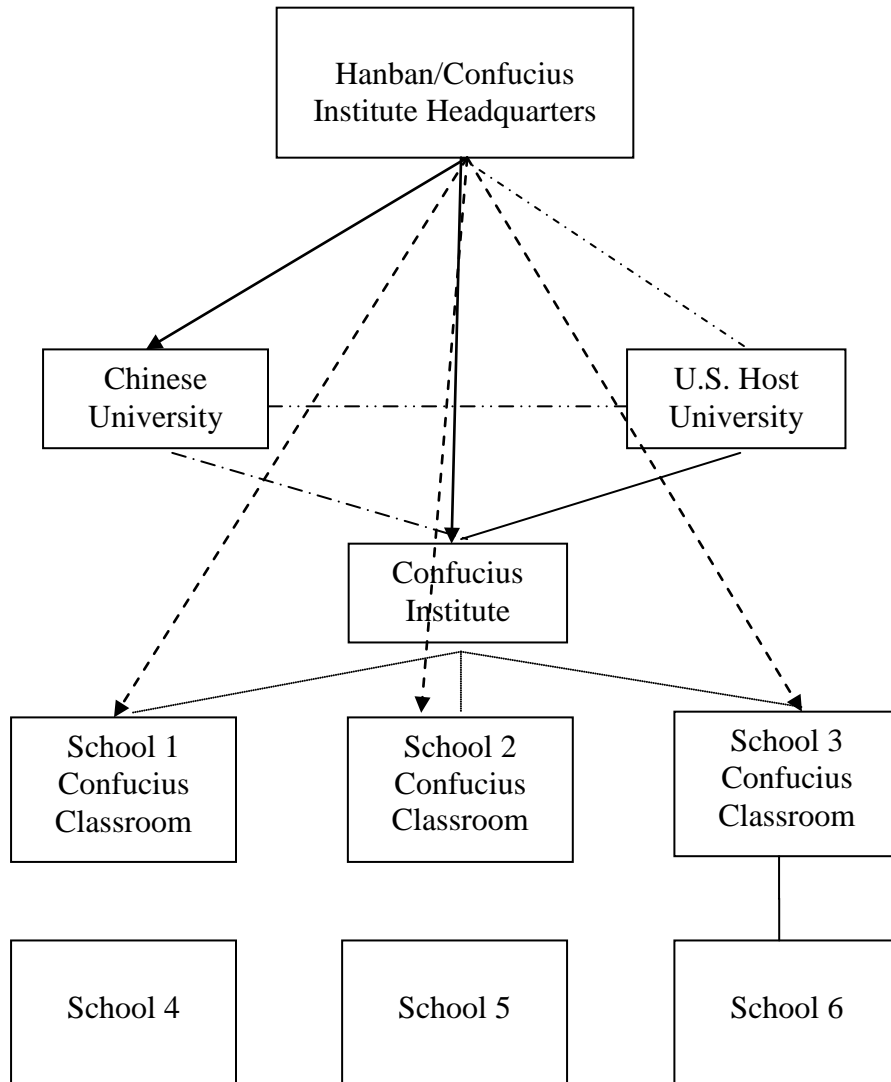 Hanban/Confucius
Institute Headquarters
Chinese
University
U.S. Host
University
Confucius
Institute
School 1
Confucius
Classroom
School 2
Confucius
Classroom
School 3
Confucius
Classroom
School 4
School 5
School 6